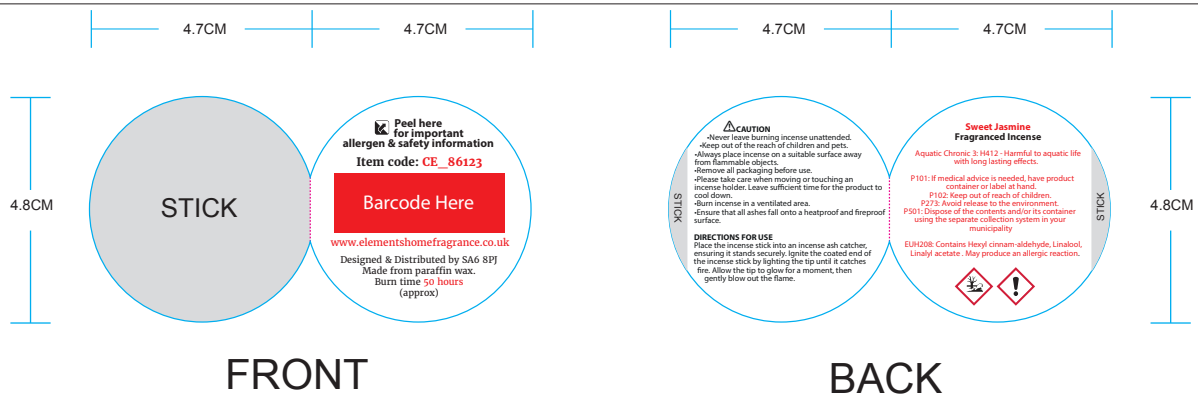 4.7CM
4.7CM
4.8CM
STICK
Peel here
for important
allergen & safety information
Item code: CE_86123
Barcode Here
www.elementshomefragrance.co.uk
Designed & Distributed by SA6 8PJ
Made from paraffin wax.
Burn time 50 hours
(approx)
FRONT
4.7CM
4.7CM
4.8CM
STICK
CAUTION
•Never leave burning incense unattended.
•Keep out of the reach of children and pets.
•Always place incense on a suitable surface away
from flammable objects.
•Remove all packaging before use.
•Please take care when moving or touching an
incense holder. Leave sufficient time for the product to
cool down.
•Burn incense in a ventilated area.
•Ensure that all ashes fall onto a heatproof and fireproof
surface.
DIRECTIONS FOR USE
Place the incense stick into an incense ash catcher,
ensuring it stands securely. Ignite the coated end of
the incense stick by lighting the tip until it catches
fire. Allow the tip to glow for a moment, then
gently blow out the flame.
Sweet Jasmine
Fragranced Incense
Aquatic Chronic 3: H412 - Harmful to aquatic life
with long lasting effects.
P101: If medical advice is needed, have product
container or label at hand.
P102: Keep out of reach of children.
P273: Avoid release to the environment.
P501: Dispose of the contents and/or its container
using the separate collection system in your
municipality
EUH208: Contains Hexyl cinnam-aldehyde, Linalool,
Linalyl acetate . May produce an allergic reaction.
STICK
BACK